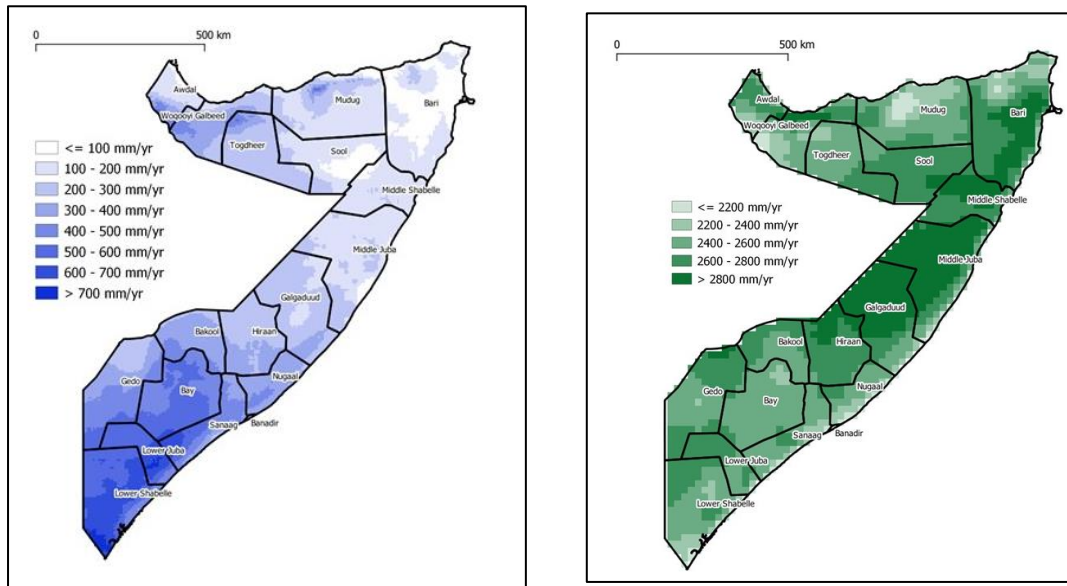 0 500 km
Awdal
Woqooyi Galbeed
Mudug
Bari
Togdheer
Sool
<= 100 mm/yr
100 - 200 mm/yr
200 - 300 mm/yr
300 - 400 mm/yr
400 - 500 mm/yr
500 - 600 mm/yr
600 - 700 mm/yr
> 700 mm/yr
Middle Shabelle
Middle Juba
Galgaduud
Bakool
Hiraan
Gedo
Bay
Nugaal
Sanaag
Banadir
Lower Juba
Lower Shabelle
0 500 km
Awdal
Woqooyi Galbeed
Mudug
Bari
Togdheer
Sool
<= 2200 mm/yr
2200 - 2400 mm/yr
2400 - 2600 mm/yr
2600 - 2800 mm/yr
> 2800 mm/yr
Middle Shabelle
Middle Juba
Galgaduud
Bakool
Hiraan
Gedo
Bay
Nugaal
Sanaag
Banadir
Lower Juba
Lower Shabelle